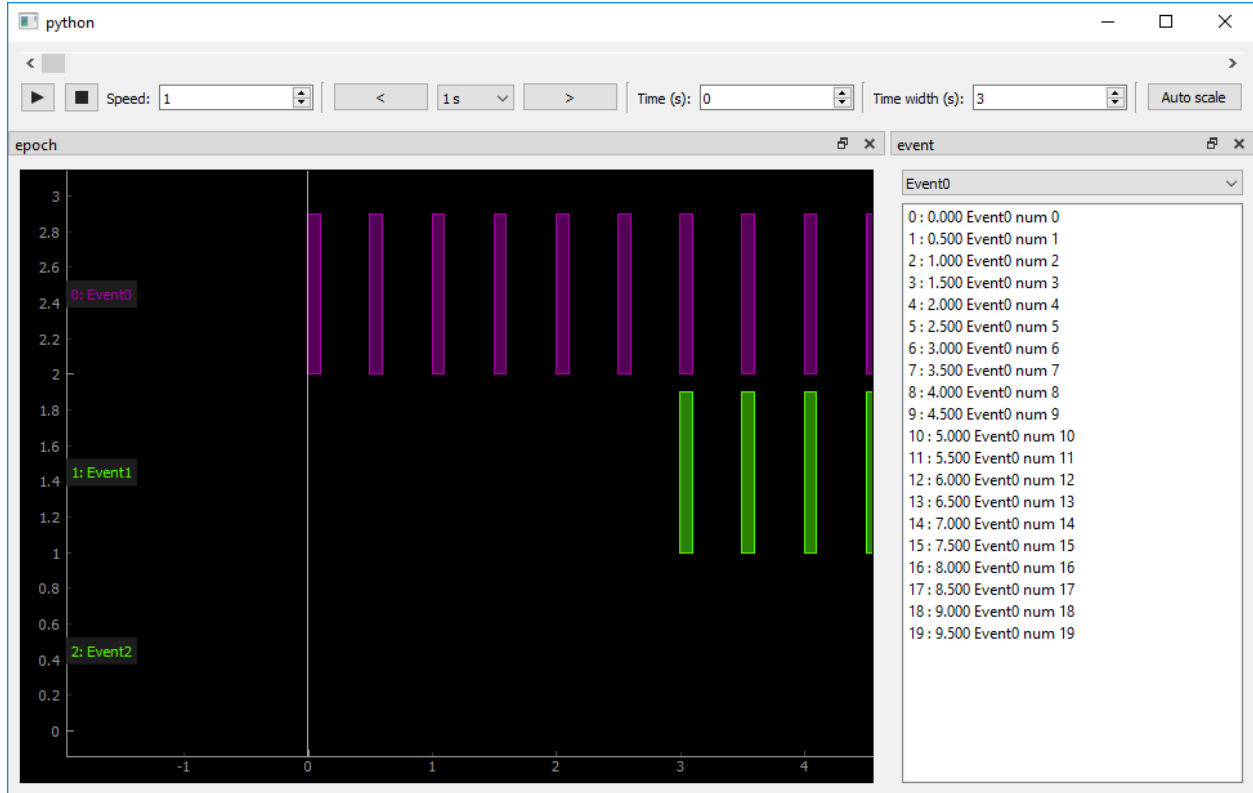 python
< >
Speed: 1 < 1 s > Time (s): 0 Time width (s): 3 Auto scale
epoch
3
2.8
2.6
2.4
2.2
2
1.8
1.6
1.4
1.2
1
0.8
0.6
0.4
0.2
0
0: Event0
1: Event1
2: Event2
-1 0 1 2 3 4
event
Event0
0 : 0.000 Event0 num 0
1 : 0.500 Event0 num 1
2 : 1.000 Event0 num 2
3 : 1.500 Event0 num 3
4 : 2.000 Event0 num 4
5 : 2.500 Event0 num 5
6 : 3.000 Event0 num 6
7 : 3.500 Event0 num 7
8 : 4.000 Event0 num 8
9 : 4.500 Event0 num 9
10 : 5.000 Event0 num 10
11 : 5.500 Event0 num 11
12 : 6.000 Event0 num 12
13 : 6.500 Event0 num 13
14 : 7.000 Event0 num 14
15 : 7.500 Event0 num 15
16 : 8.000 Event0 num 16
17 : 8.500 Event0 num 17
18 : 9.000 Event0 num 18
19 : 9.500 Event0 num 19